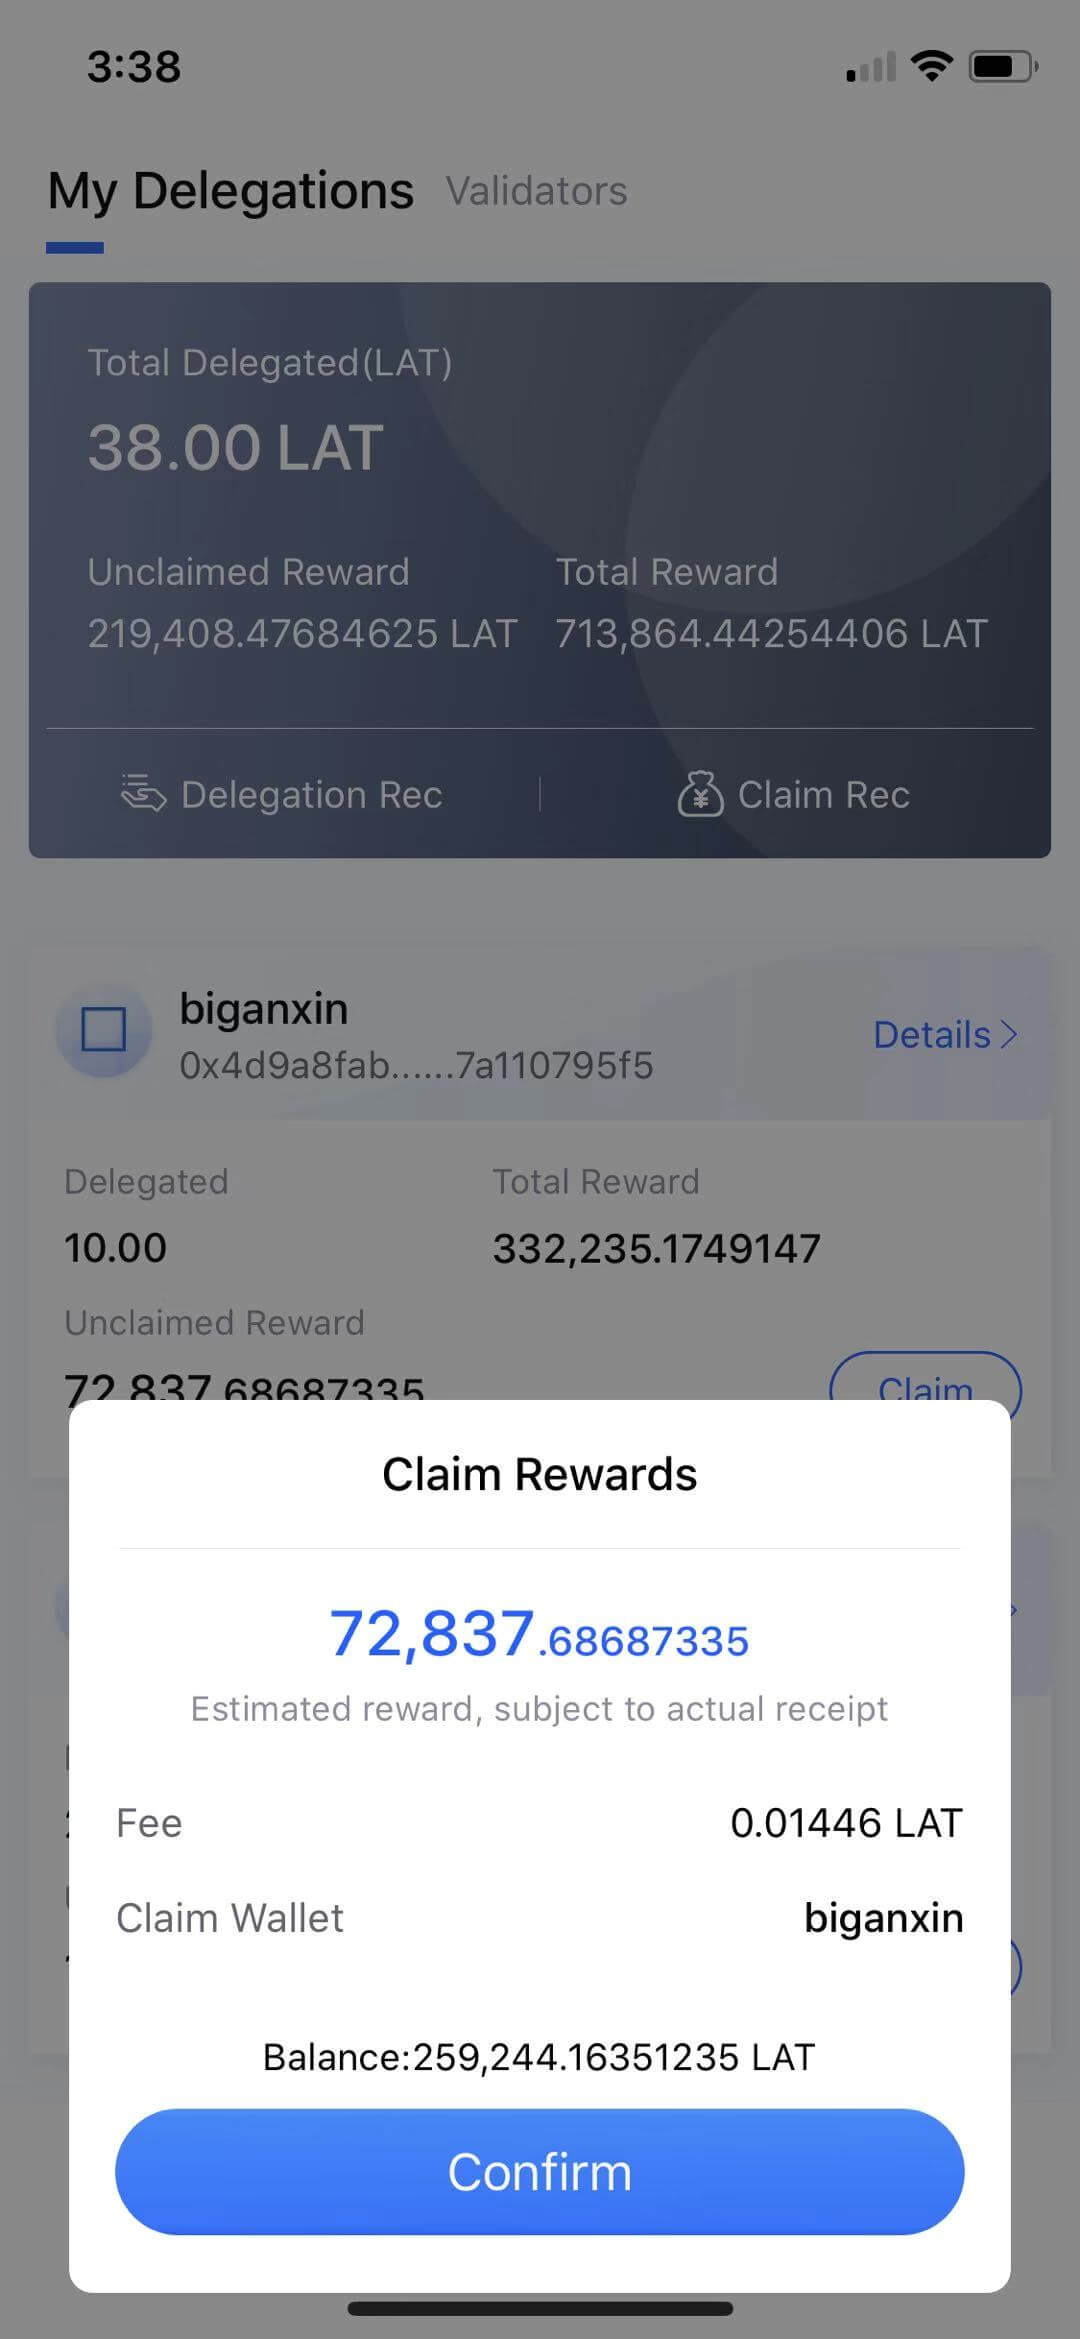 3:38
My Delegations Validators
Total Delegated(LAT)
38.00 LAT
Unclaimed Reward Total Reward
219,408.47684625 LAT 713,864.44254406 LAT
Delegation Rec Claim Rec
biganxin
0x4d9a8fab......7a110795f5
Details
Delegated Total Reward
10.00 332,235.1749147
Unclaimed Reward
72,837.68687335 Claim
Claim Rewards
72,837.68687335
Estimated reward, subject to actual receipt
Fee 0.01446 LAT
Claim Wallet biganxin
Balance:259,244.16351235 LAT
Confirm